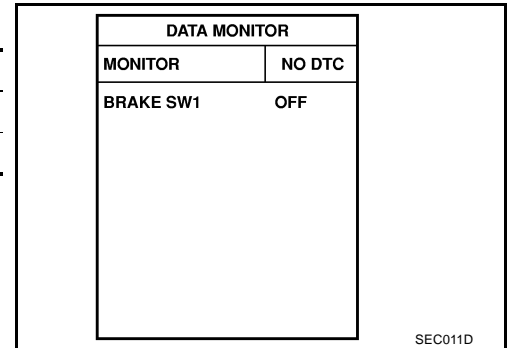 DATA MONITOR
MONITOR NO DTC
BRAKE SW1 OFF
SEC011D